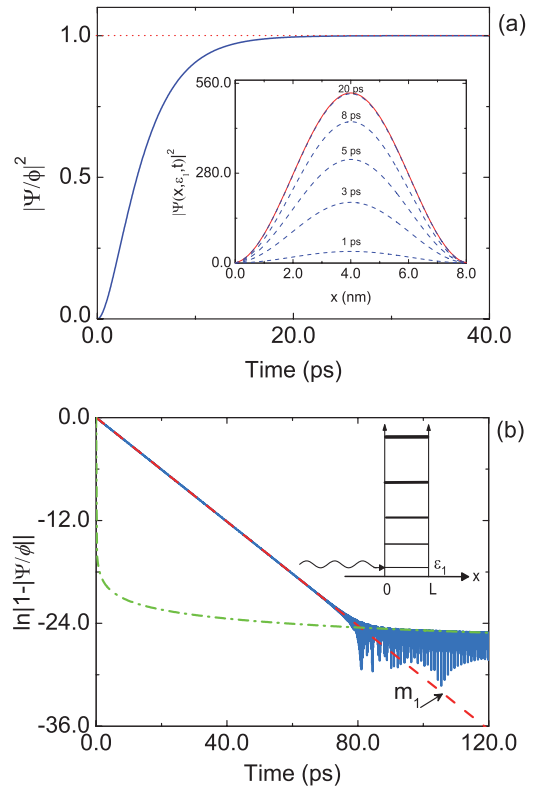 (a)
1.0
0.5
0.0
|Ψ/ϕ|²
0.0
20.0
40.0
Time (ps)
560.0
280.0
0.0
|Ψ(x,ε₁,t)|²
20 ps
8 ps
5 ps
3 ps
1 ps
0.0
2.0
4.0
6.0
8.0
x (nm)
(b)
0.0
-12.0
-24.0
-36.0
ln|1-|Ψ/ϕ||
ε₁
0
L
x
m₁
0.0
40.0
80.0
120.0
Time (ps)